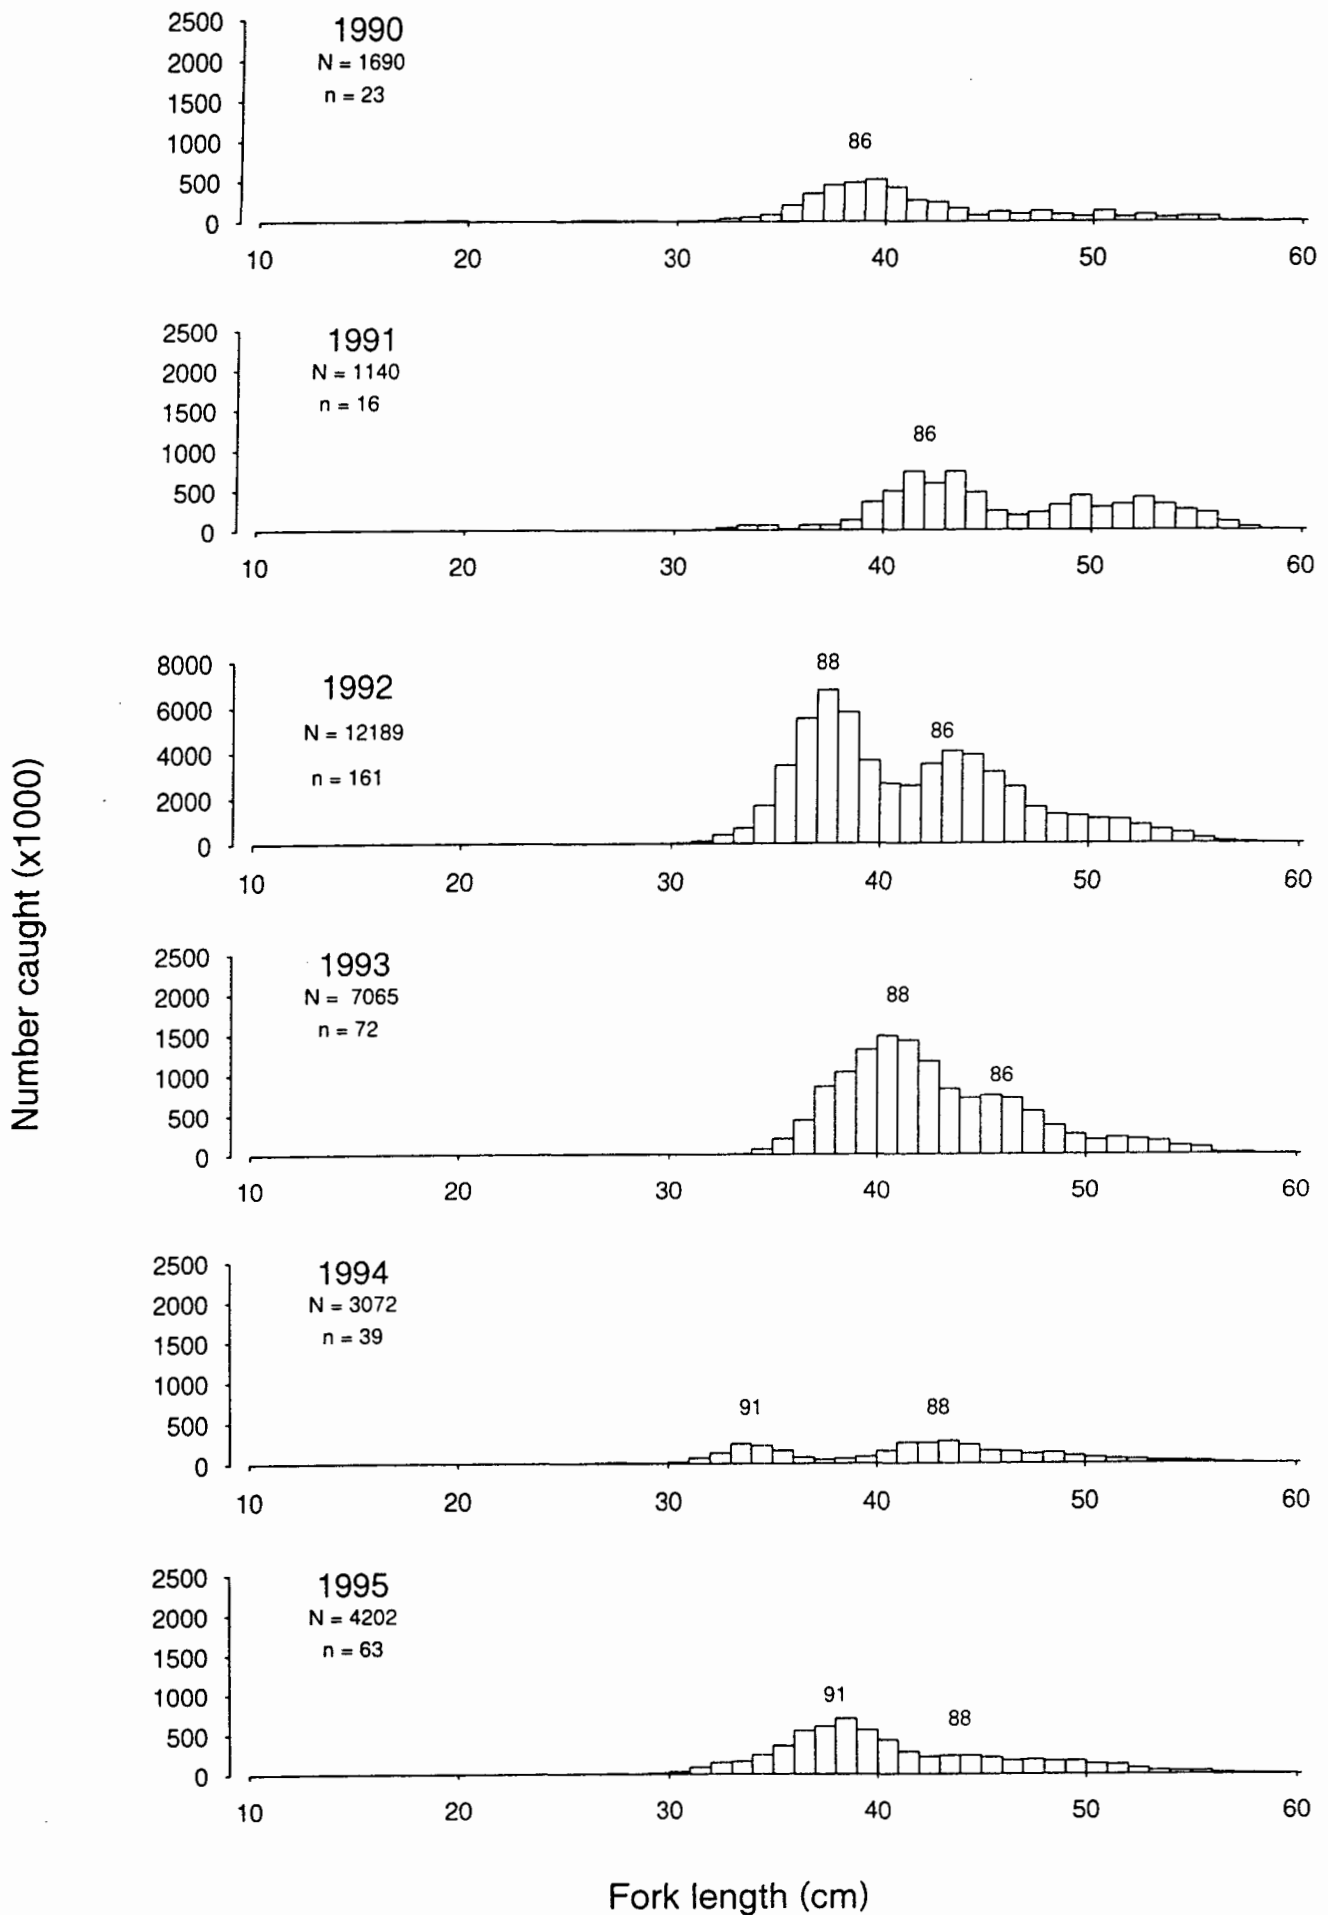 2500
2000
1500
1000
500
0
1990
N = 1690
n = 23
86
10 20 30 40 50 60
2500
2000
1500
1000
500
0
1991
N = 1140
n = 16
86
10 20 30 40 50 60
8000
6000
4000
2000
0
1992
N = 12189
n = 161
88
86
10 20 30 40 50 60
2500
2000
1500
1000
500
0
1993
N = 7065
n = 72
88
86
10 20 30 40 50 60
2500
2000
1500
1000
500
0
1994
N = 3072
n = 39
91
88
10 20 30 40 50 60
2500
2000
1500
1000
500
0
1995
N = 4202
n = 63
91
88
10 20 30 40 50 60
Number caught (x1000)
Fork length (cm)